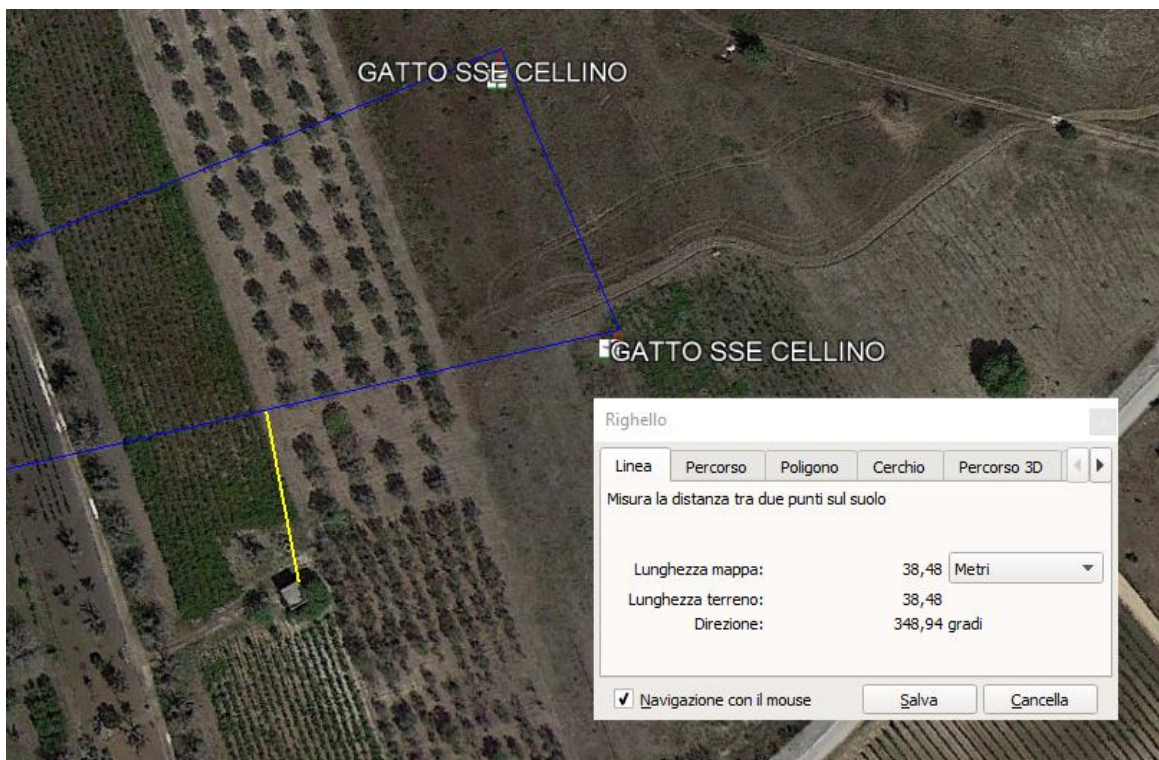 GATTO SSE CELLINO
GATTO SSE CELLINO
Righello
Linea Percorso Poligono Cerchio Percorso 3D
Misura la distanza tra due punti sul suolo
Lunghezza mappa: 38,48 Metri
Lunghezza terreno: 38,48
Direzione: 348,94 gradi
Navigazione con il mouse Salva Cancella